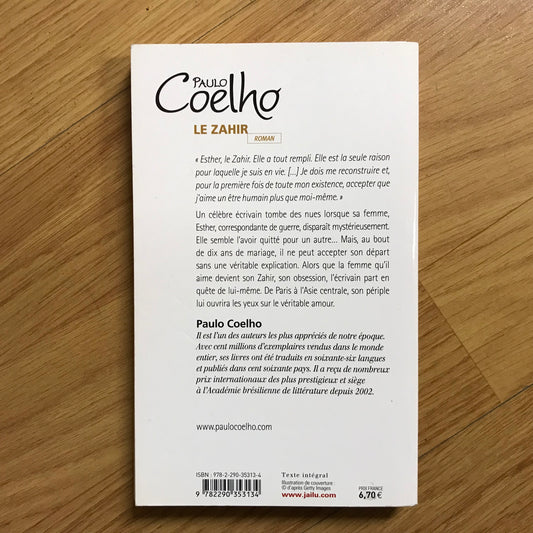 PAULO
Coelho
LE ZAHIR
ROMAN
« Esther, le Zahir. Elle a tout rempli. Elle est la seule raison
pour laquelle je suis en vie. [...] Je dois me reconstruire et,
pour la première fois de toute mon existence, accepter que
j'aime un être humain plus que moi-même. »
Un célèbre écrivain tombe des nues lorsque sa femme,
Esther, correspondante de guerre, disparaît mystérieusement.
Elle semble l'avoir quitté pour un autre... Mais, au bout
de dix ans de mariage, il ne peut accepter son départ
sans une véritable explication. Alors que la femme qu'il
aime devient son Zahir, son obsession, l'écrivain part en
quête de lui-même. De Paris à l'Asie centrale, son périple
lui ouvrira les yeux sur le véritable amour.
Paulo Coelho
Il est l'un des auteurs les plus appréciés de notre époque.
Avec cent millions d'exemplaires vendus dans le monde
entier, ses livres ont été traduits en soixante-six langues
et publiés dans cent soixante pays. Il a reçu de nombreux
prix internationaux des plus prestigieux et siège
à l'Académie brésilienne de littérature depuis 2002.
www.paulocoelho.com
ISBN : 978-2-290-35313-4
9 782290 353134
Texte intégral
Illustration de couverture :
© d'après Getty Images
www.jailu.com
PRIX FRANCE
6,70 €